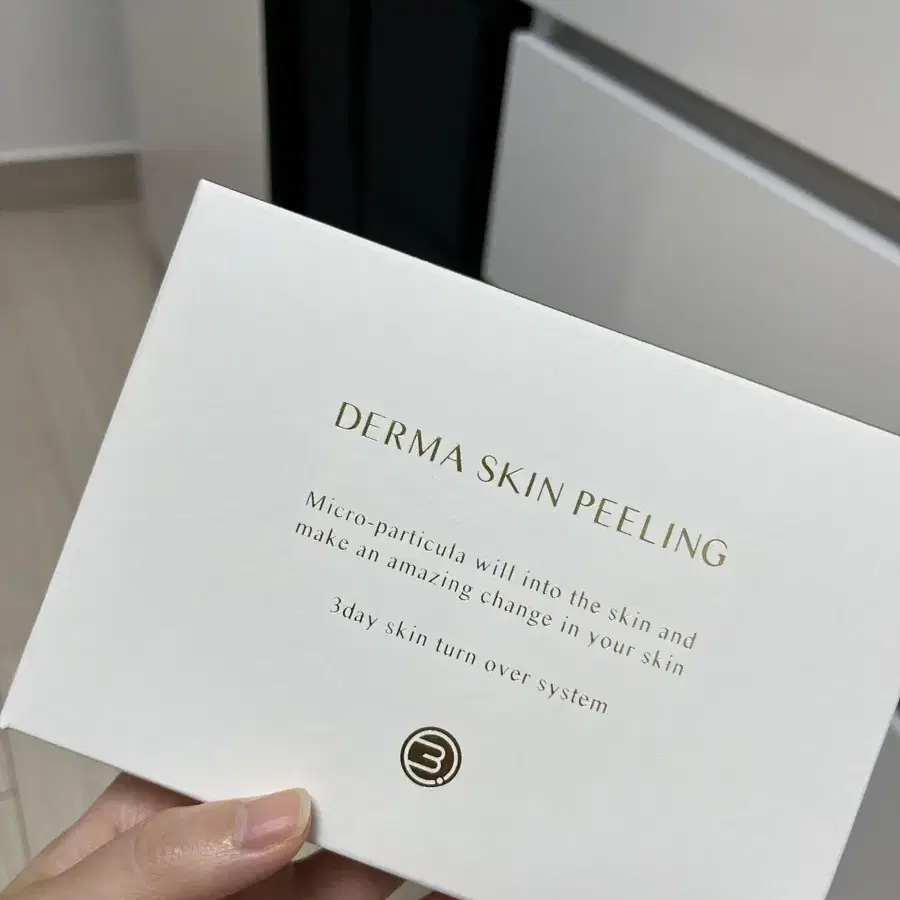 DERMA SKIN PEELING
Micro-particula will into the skin and
make an amazing change in your skin
3day skin turn over system
3